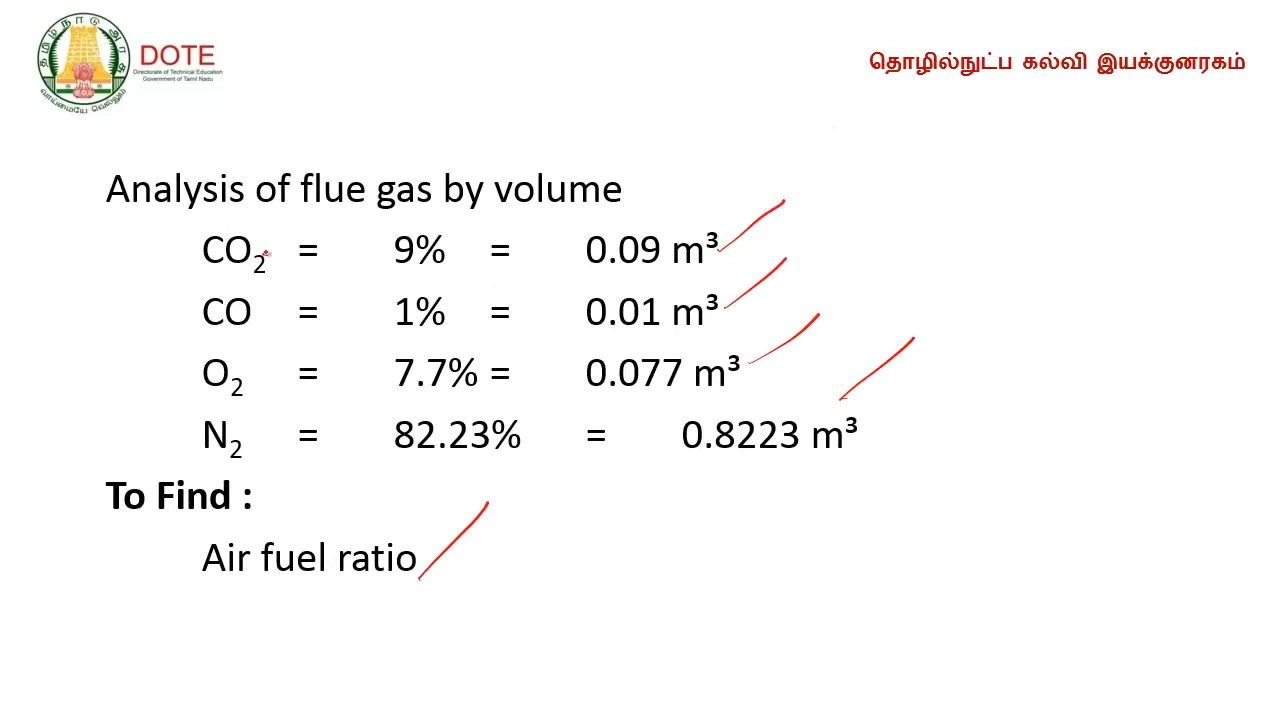 தமிழ்நாடு அரசு
வாய்மையே வெல்லும்
DOTE
Directorate of Technical Education
Government of Tamil Nadu
தொழில்நுட்ப கல்வி இயக்குனரகம்
Analysis of flue gas by volume
CO₂ = 9% = 0.09 m³
CO = 1% = 0.01 m³
O₂ = 7.7% = 0.077 m³
N₂ = 82.23% = 0.8223 m³
To Find :
Air fuel ratio